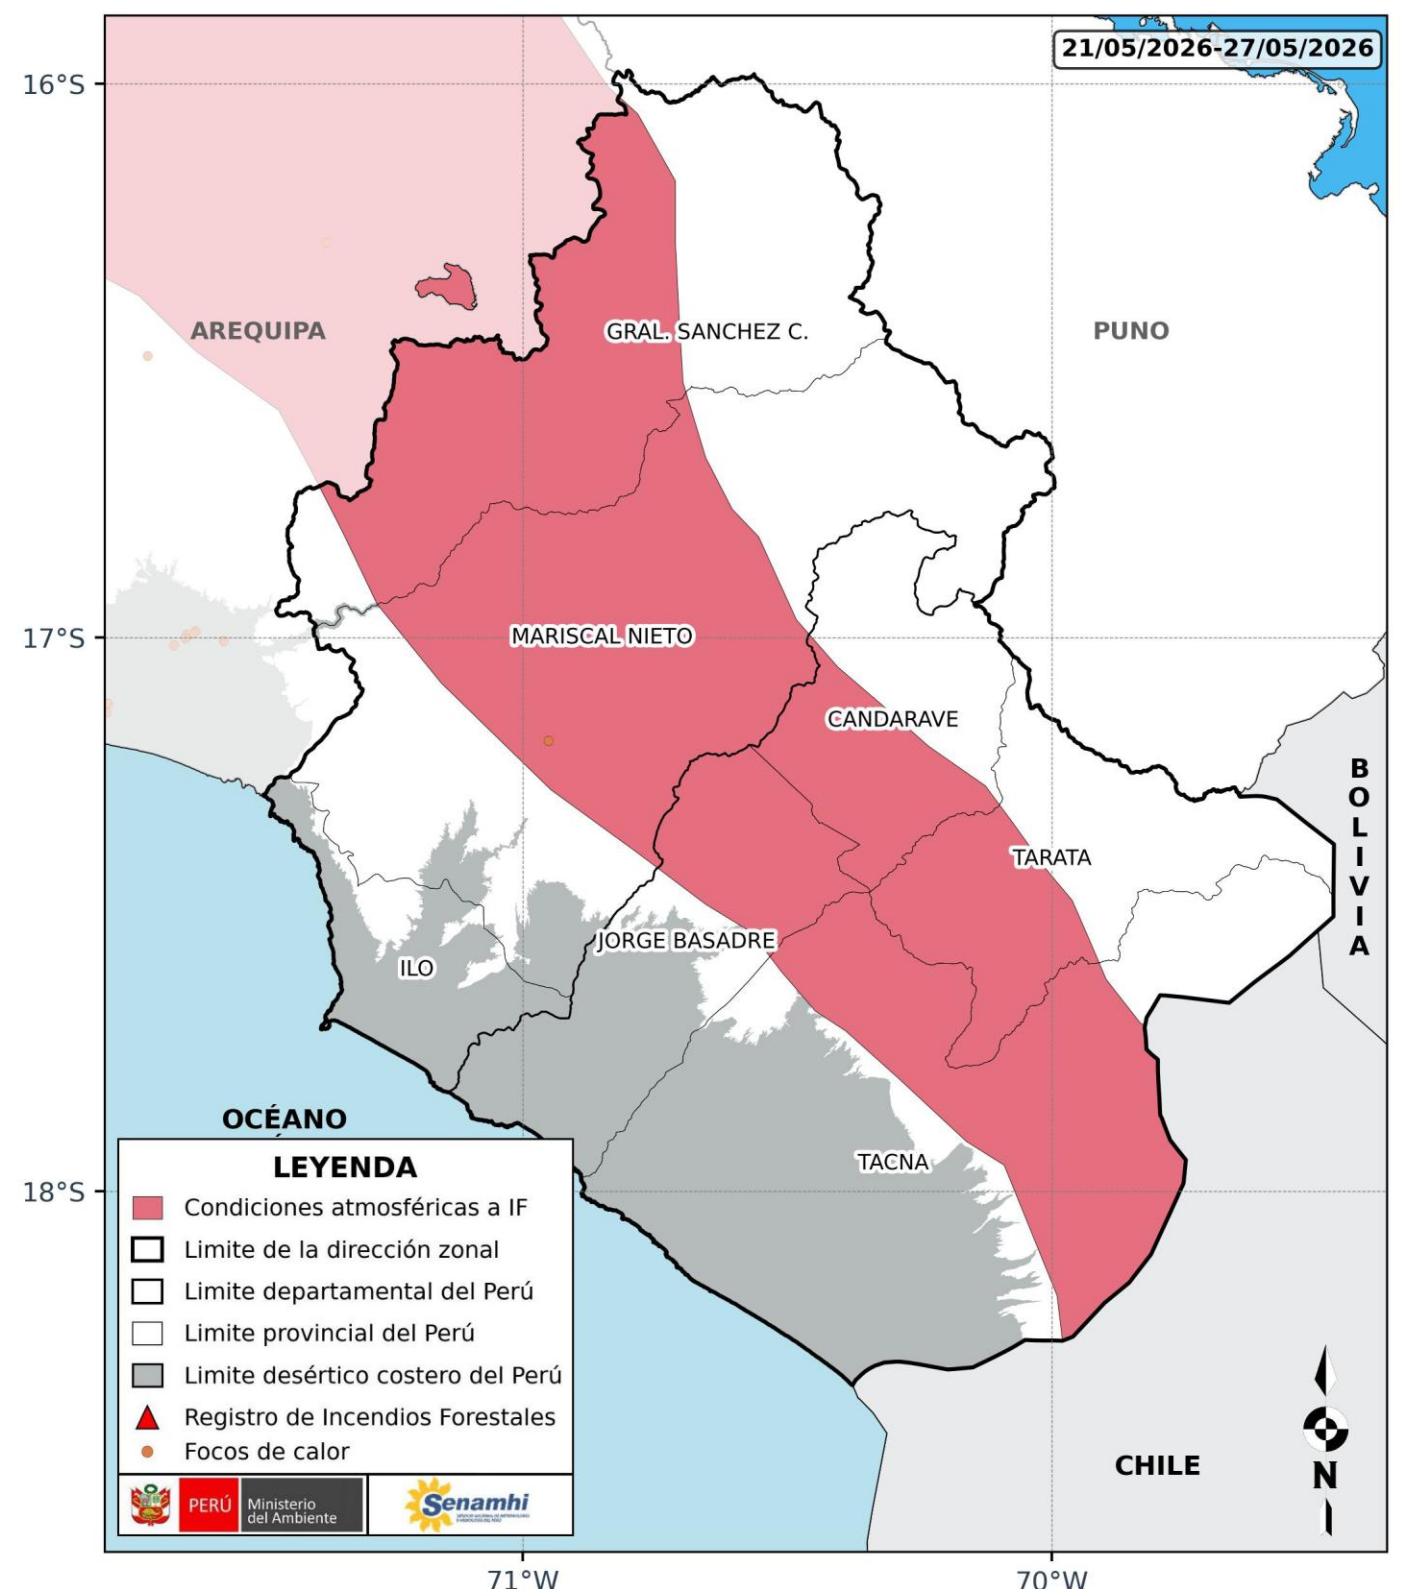 21/05/2026-27/05/2026
16°S
AREQUIPA
GRAL. SANCHEZ C.
PUNO
17°S
MARISCAL NIETO
CANDARAVE
BOLIVIA
TARATA
JORGE BASADRE
ILO
OCÉANO
TACNA
18°S
LEYENDA
Condiciones atmosféricas a IF
Limite de la dirección zonal
Limite departamental del Perú
Limite provincial del Perú
Limite desértico costero del Perú
Registro de Incendios Forestales
Focos de calor
PERÚ
Ministerio
del Ambiente
Senamhi
CHILE
N
71°W
70°W